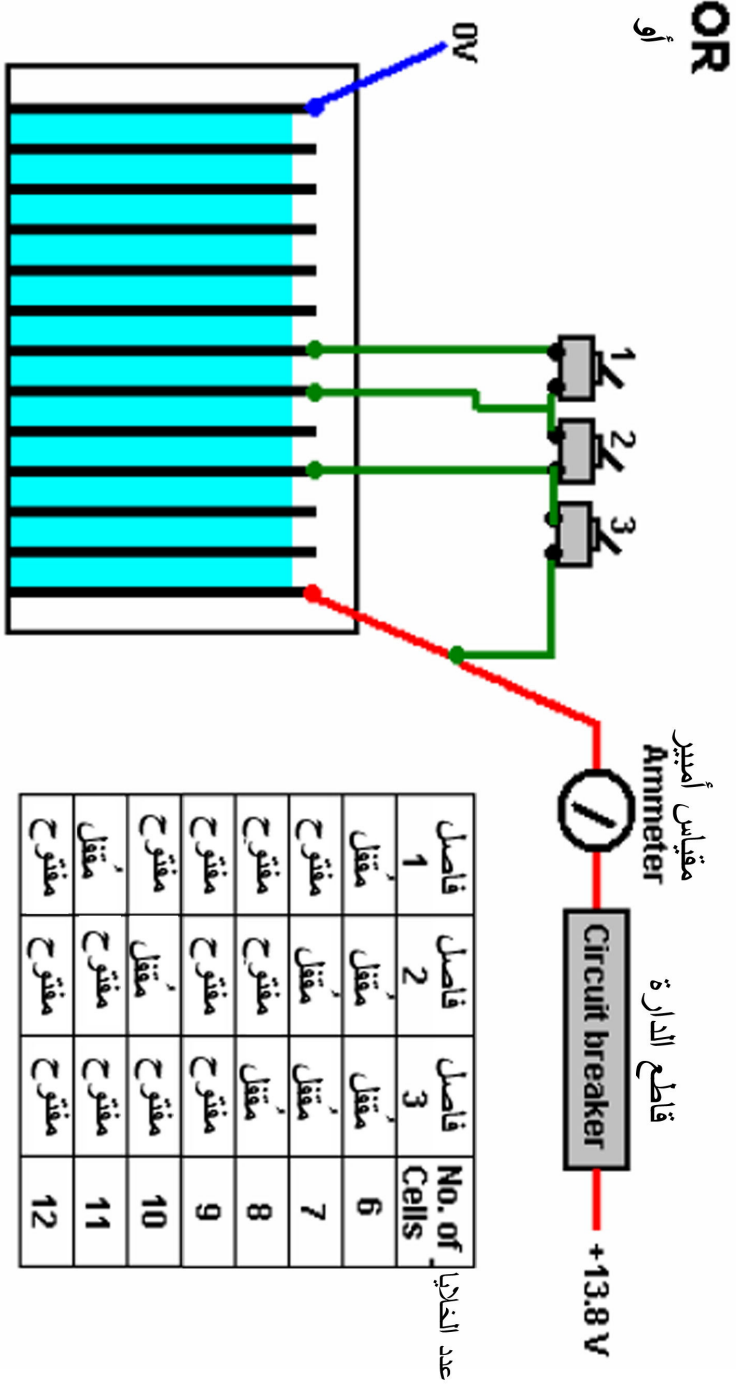 OR
أو
0V
1 2 3
مقياس أمبير
Ammeter
قاطع الدارة
Circuit breaker
+13.8 V
فاصل 1 فاصل 2 فاصل 3 No. of Cells عدد الخلايا
مُقفل مُقفل مُقفل 6
مفتوح مُقفل مُقفل 7
مفتوح مفتوح مُقفل 8
مفتوح مفتوح مفتوح 9
مفتوح مُقفل مفتوح 10
مُقفل مفتوح مفتوح 11
مفتوح مفتوح مفتوح 12